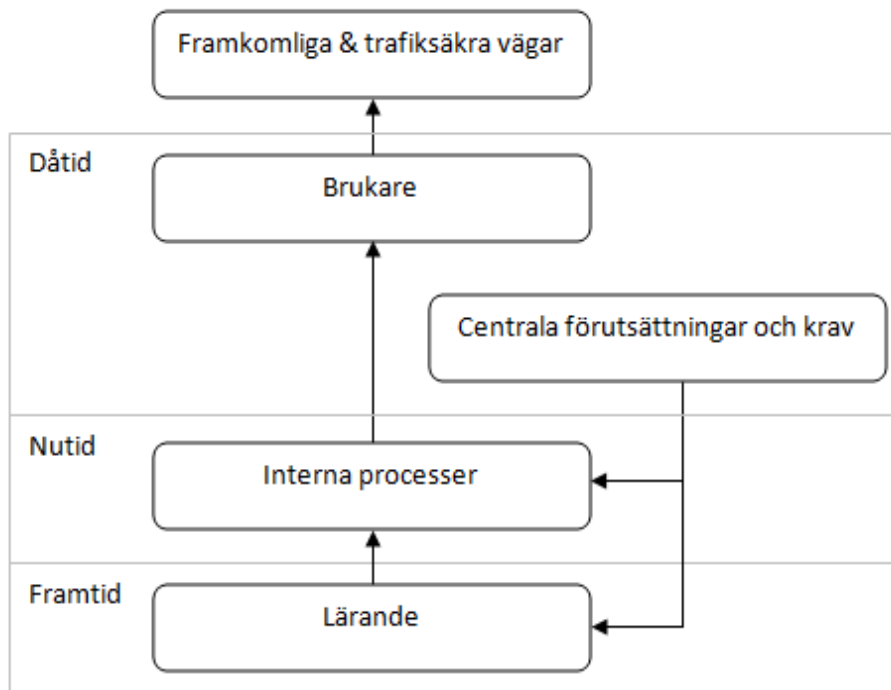 Framkomliga & trafiksäkra vägar
Dåtid
Brukare
Centrala förutsättningar och krav
Nutid
Interna processer
Framtid
Lärande